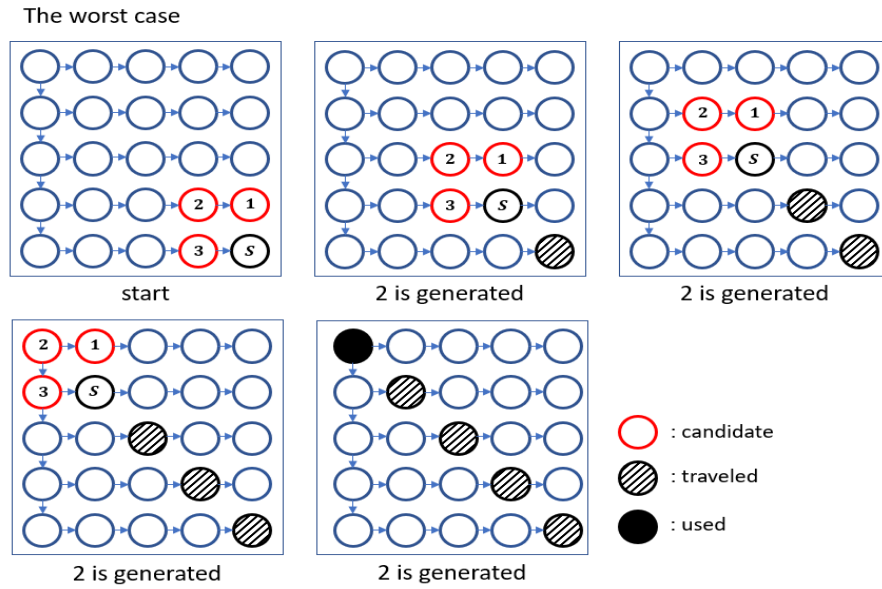 The worst case
2 1
3 S
start
2 1
3 S
2 is generated
2 1
3 S
2 is generated
2 1
3 S
2 is generated
2 is generated
: candidate
: traveled
: used